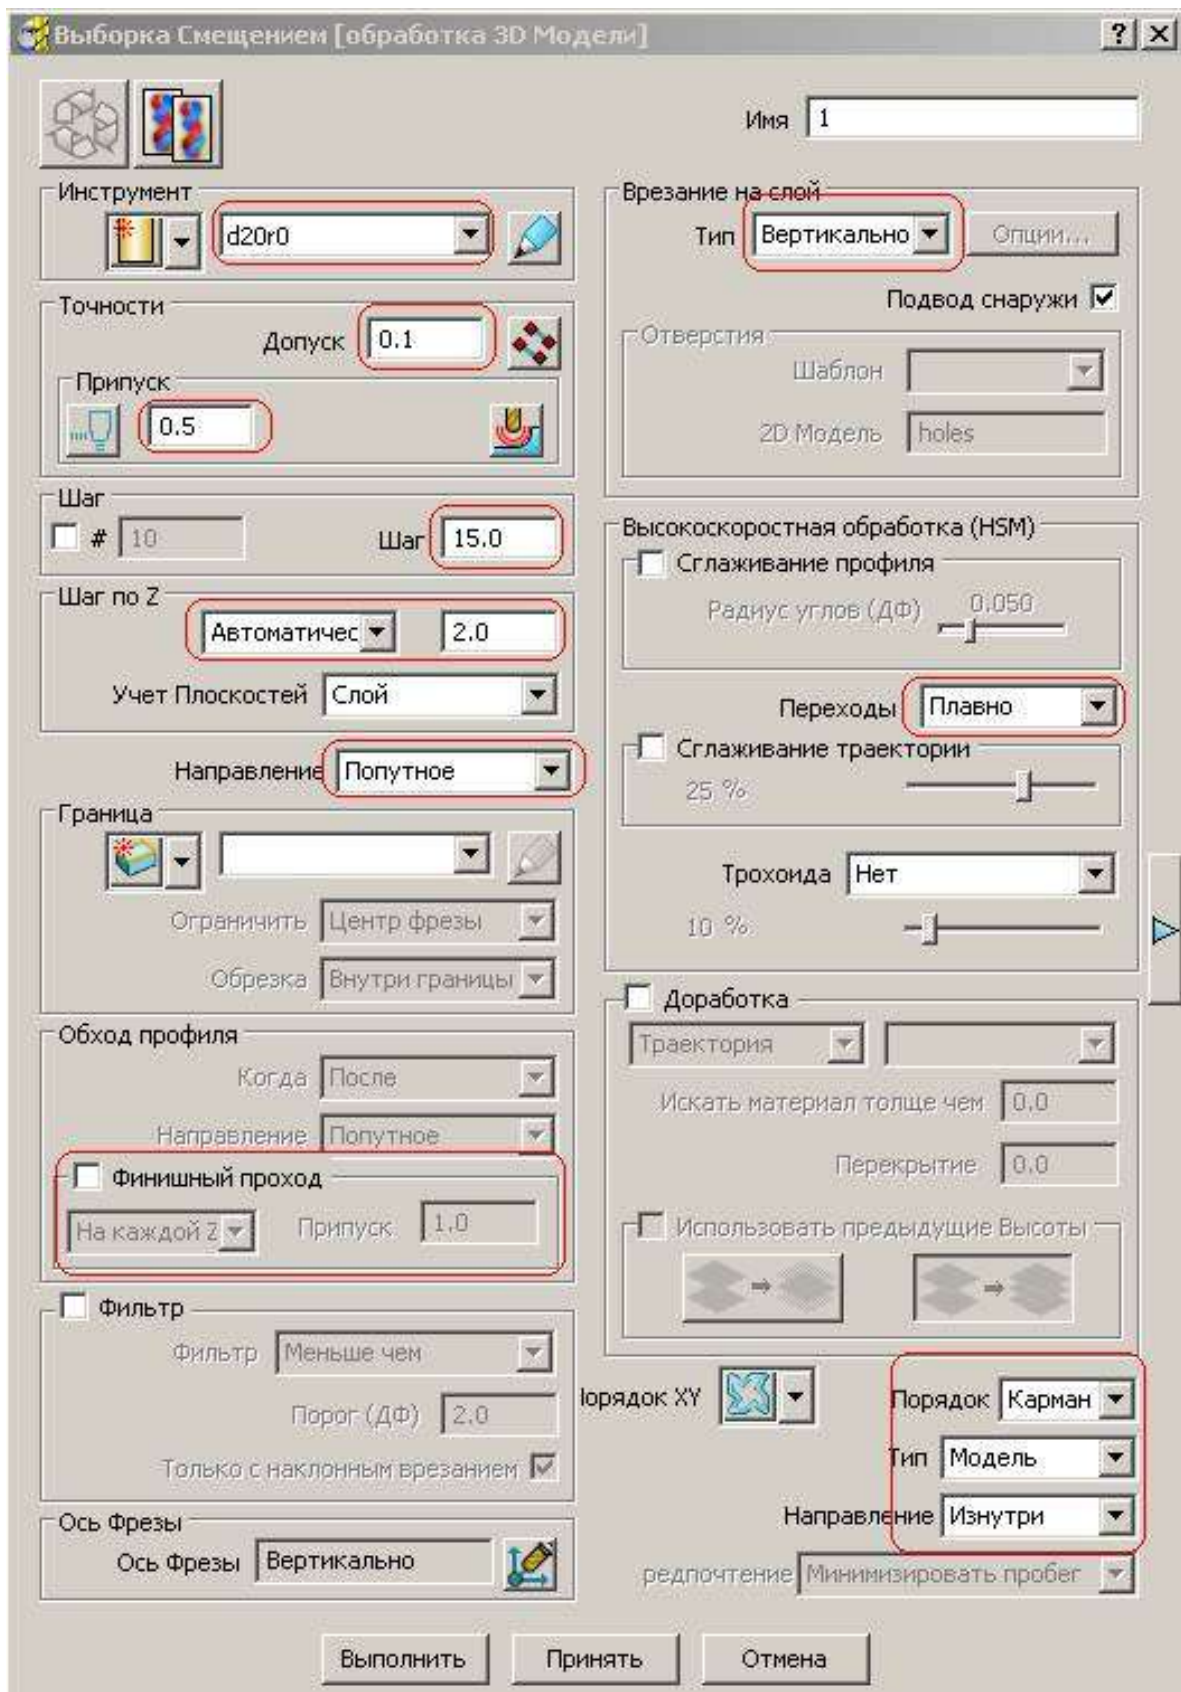 Выборка Смещением [обработка 3D Модели]
Имя 1
Инструмент
d20r0
Точности
Допуск 0.1
Припуск
0.5
Шаг
# 10 Шаг 15.0
Шаг по Z
Автоматичес 2.0
Учет Плоскостей Слой
Направление Попутное
Граница
Ограничить Центр фрезы
Обрезка Внутри границы
Обход профиля
Когда После
Направление Попутное
Финишный проход
На каждой Z Припуск 1.0
Фильтр
Фильтр Меньше чем
Порог (ДФ) 2.0
Только с наклонным врезанием
Ось Фрезы
Ось Фрезы Вертикально
Врезание на слой
Тип Вертикально Опции...
Подвод снаружи
Отверстия
Шаблон
2D Модель holes
Высокоскоростная обработка (HSM)
Сглаживание профиля
Радиус углов (ДФ) 0.050
Переходы Плавно
Сглаживание траектории
25 %
Трохоида Нет
10 %
Доработка
Траектория
Искать материал толще чем 0.0
Перекрытие 0.0
Использовать предыдущие Высоты
Порядок XY Порядок Карман
Тип Модель
Направление Изнутри
редпочтение Минимизировать пробег
Выполнить Принять Отмена